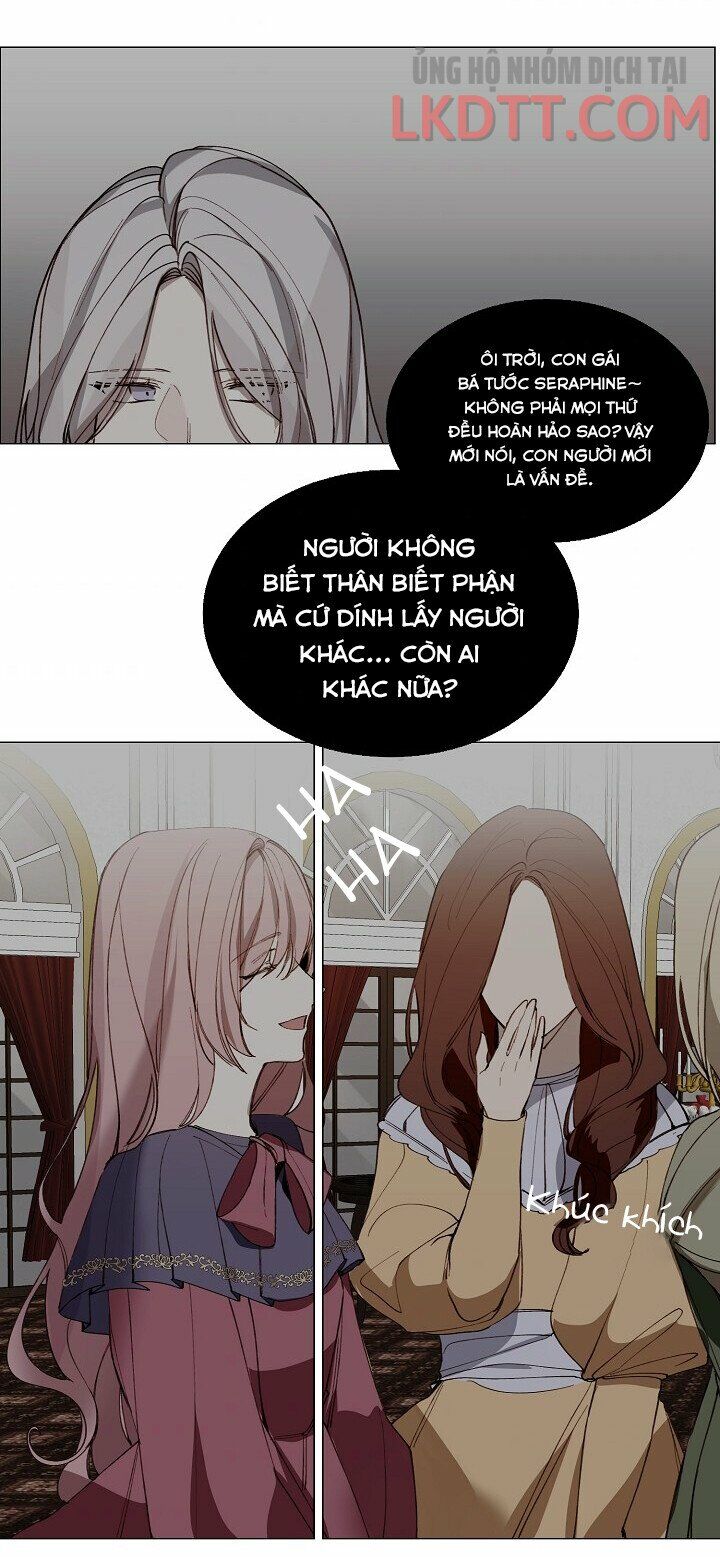 ỦNG HỘ NHÓM DỊCH TẠI
LKDTT.COM
ÔI TRỜI, CON GÁI
BÁ TƯỚC SERAPHINE~
KHÔNG PHẢI MỌI THỨ
ĐỀU HOÀN HẢO SAO? VẬY
MỚI NÓI, CON NGƯỜI MỚI
LÀ VẤN ĐỀ.
NGƯỜI KHÔNG
BIẾT THÂN BIẾT PHẬN
MÀ CỨ DÍNH LẤY NGƯỜI
KHÁC... CÒN AI
KHÁC NỮA?
HA
HA
HA
Khúc khích